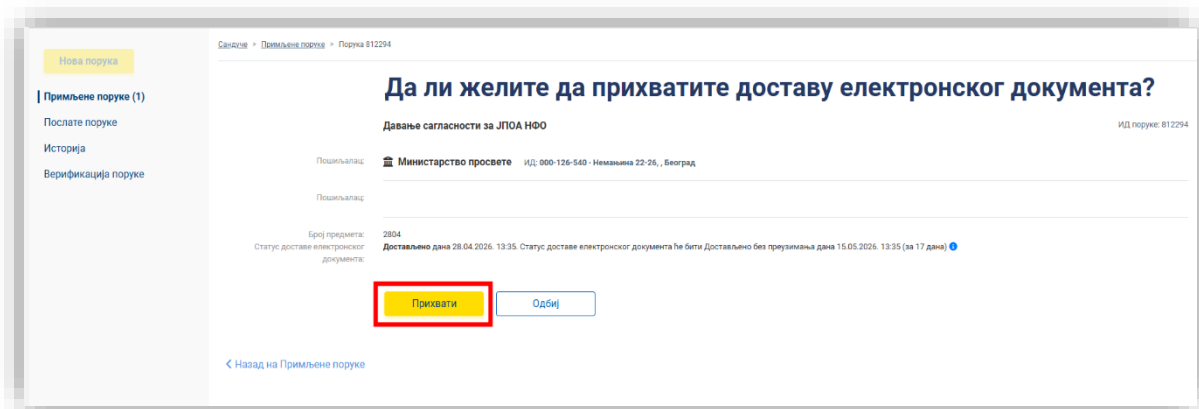 Сандуче > Примљене поруке > Порука 812294
Нова порука
Примљене поруке (1)
Послате поруке
Историја
Верификација поруке
Да ли желите да прихватите доставу електронског документа?
Давање сагласности за ЈПОА НФО
ИД поруке: 812294
Пошиљалац: Министарство просвете ИД: 000-126-540 - Немањина 22-26, , Београд
Пошиљалац:
Број предмета: 2804
Статус доставе електронског документа: Достављено дана 28.04.2026. 13:35. Статус доставе електронског документа ће бити Достављено без преузимања дана 15.05.2026. 13:35 (за 17 дана)
Прихвати
Одбиј
< Назад на Примљене поруке